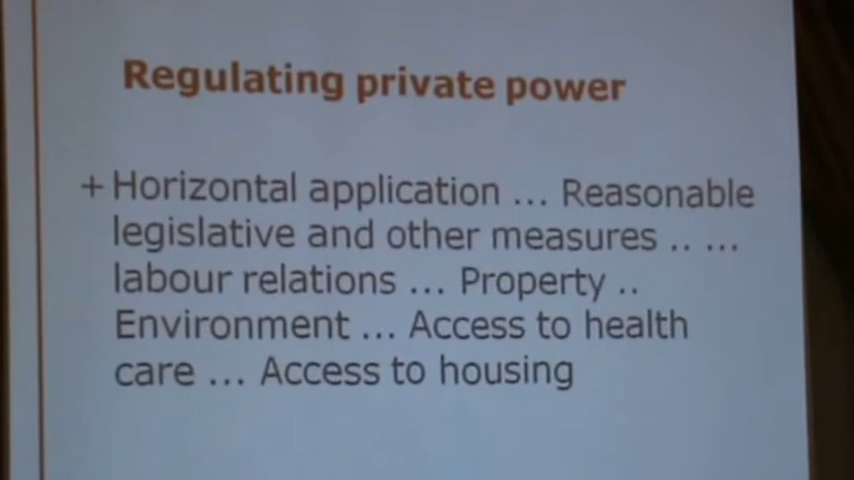 Regulating private power
+ Horizontal application ... Reasonable
legislative and other measures .. ...
labour relations ... Property ..
Environment ... Access to health
care ... Access to housing